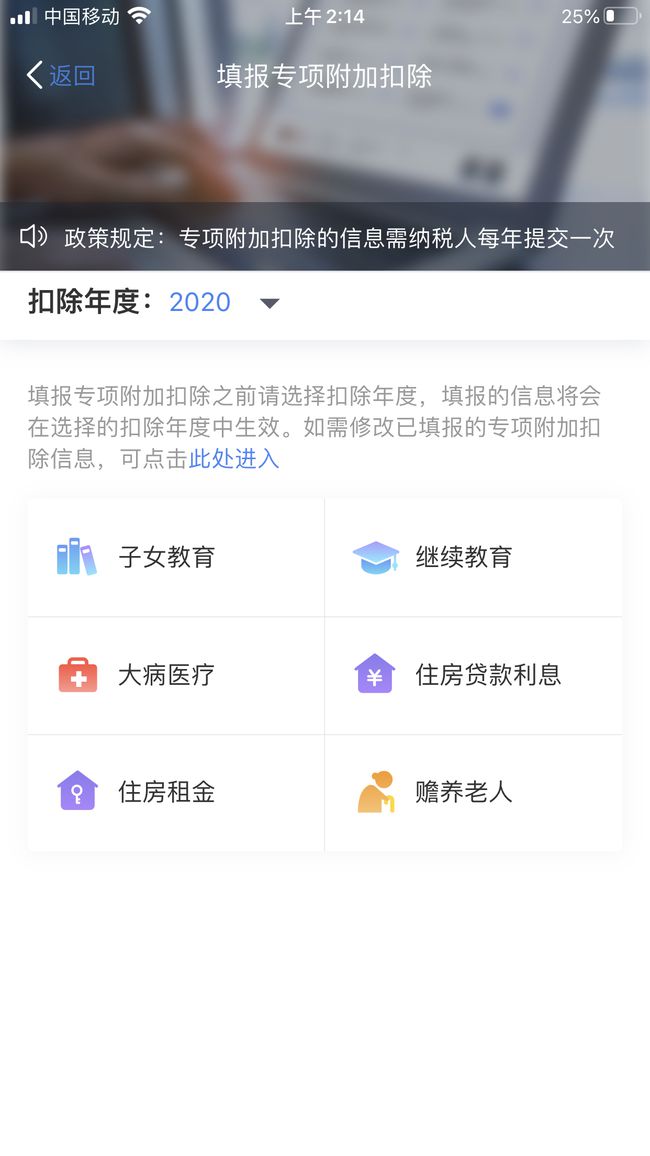 中国移动 上午2:14 25%
返回 填报专项附加扣除
政策规定：专项附加扣除的信息需纳税人每年提交一次
扣除年度：2020
填报专项附加扣除之前请选择扣除年度，填报的信息将会
在选择的扣除年度中生效。如需修改已填报的专项附加扣
除信息，可点击此处进入
子女教育 继续教育
大病医疗 住房贷款利息
住房租金 赡养老人